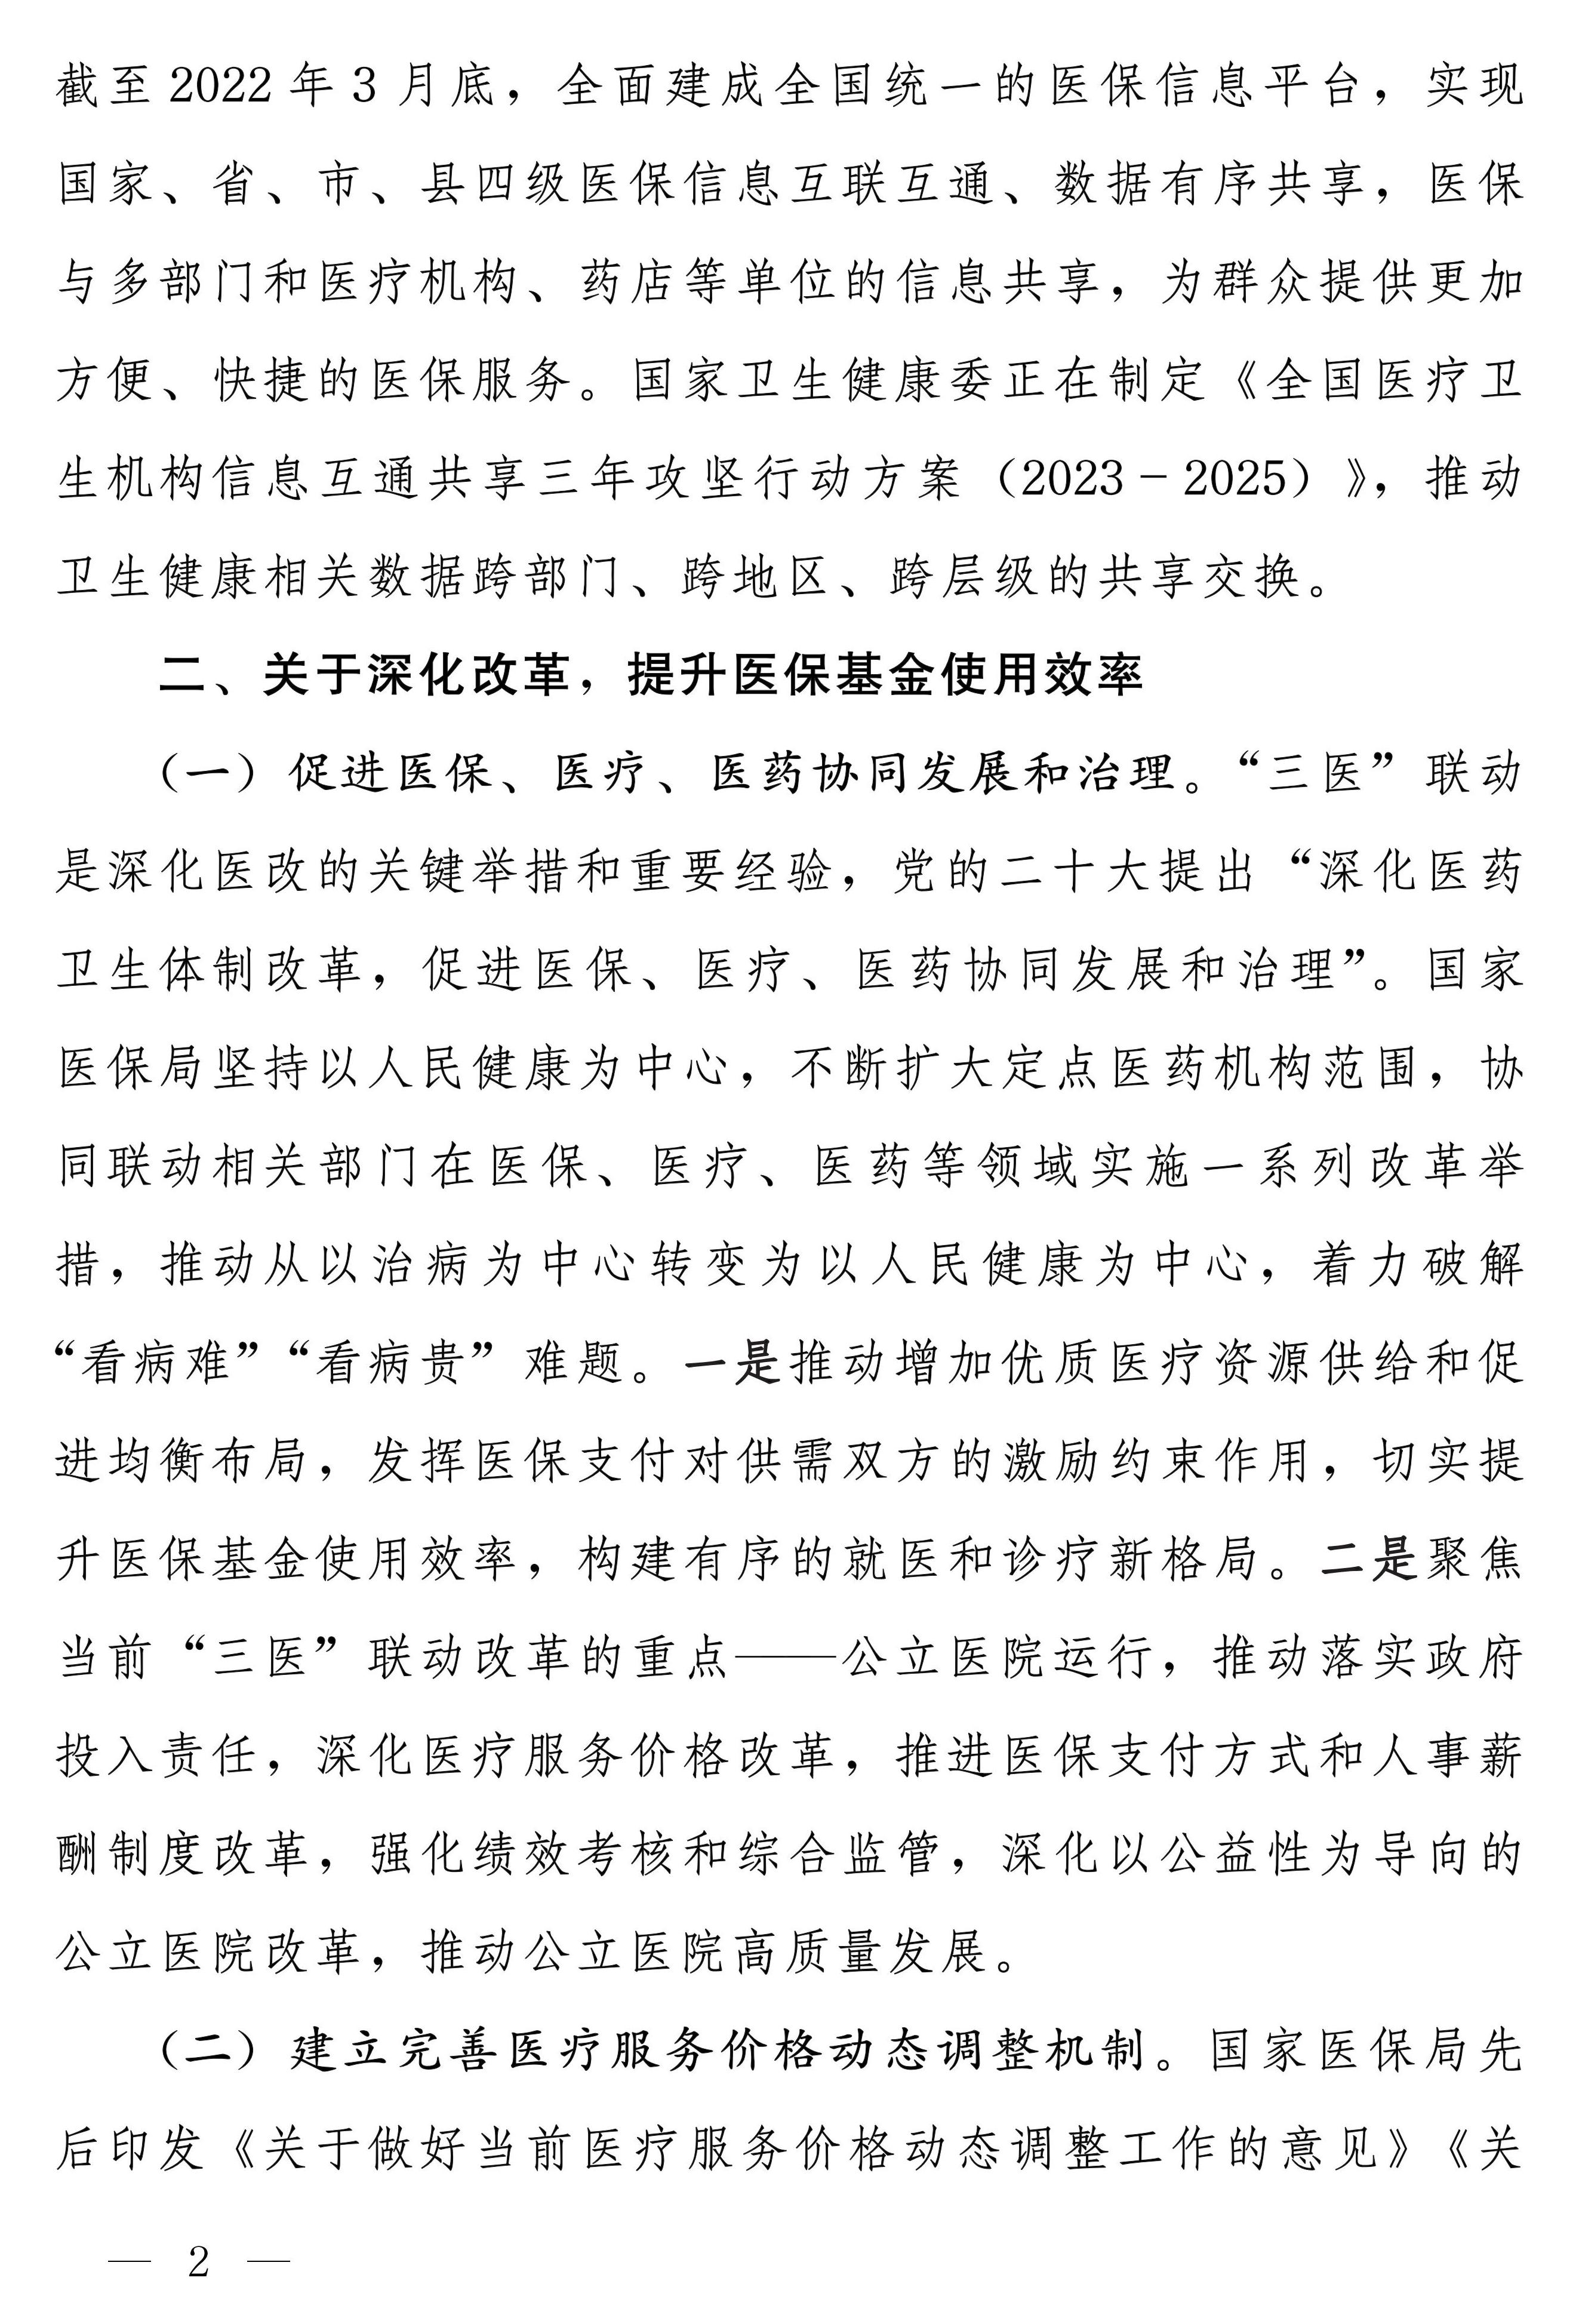 截至2022年3月底，全面建成全国统一的医保信息平台，实现
国家、省、市、县四级医保信息互联互通、数据有序共享，医保
与多部门和医疗机构、药店等单位的信息共享，为群众提供更加
方便、快捷的医保服务。国家卫生健康委正在制定《全国医疗卫
生机构信息互通共享三年攻坚行动方案（2023－2025）》，推动
卫生健康相关数据跨部门、跨地区、跨层级的共享交换。
二、关于深化改革，提升医保基金使用效率
（一）促进医保、医疗、医药协同发展和治理。“三医”联动
是深化医改的关键举措和重要经验，党的二十大提出“深化医药
卫生体制改革，促进医保、医疗、医药协同发展和治理”。国家
医保局坚持以人民健康为中心，不断扩大定点医药机构范围，协
同联动相关部门在医保、医疗、医药等领域实施一系列改革举
措，推动从以治病为中心转变为以人民健康为中心，着力破解
“看病难”“看病贵”难题。一是推动增加优质医疗资源供给和促
进均衡布局，发挥医保支付对供需双方的激励约束作用，切实提
升医保基金使用效率，构建有序的就医和诊疗新格局。二是聚焦
当前“三医”联动改革的重点——公立医院运行，推动落实政府
投入责任，深化医疗服务价格改革，推进医保支付方式和人事薪
酬制度改革，强化绩效考核和综合监管，深化以公益性为导向的
公立医院改革，推动公立医院高质量发展。
（二）建立完善医疗服务价格动态调整机制。国家医保局先
后印发《关于做好当前医疗服务价格动态调整工作的意见》《关
— 2 —